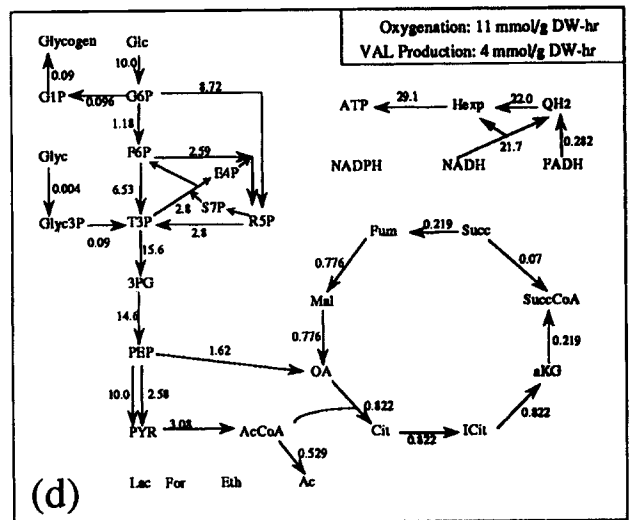 Oxygenation: 11 mmol/g DW-hr
VAL Production: 4 mmol/g DW-hr
Glycogen Glc
0.09 10.0
G1P 0.096 G6P 8.72
1.18
Glyc F6P 2.59
E4P
0.004 6.53 2.8 S7P
Glyc3P 0.09 T3P 2.8 R5P
15.6
3PG
14.6
PEP 1.62
10.0 2.58
PYR 3.08 AcCoA
0.529
Lac For Eth Ac
ATP 29.1 Hexp 22.0 QH2
21.7 0.282
NADPH NADH FADH
Fum 0.219 Succ
0.776 0.07
Mal SuccCoA
0.776 0.219
OA aKG
0.822 0.822
Cit 0.822 ICit
(d)